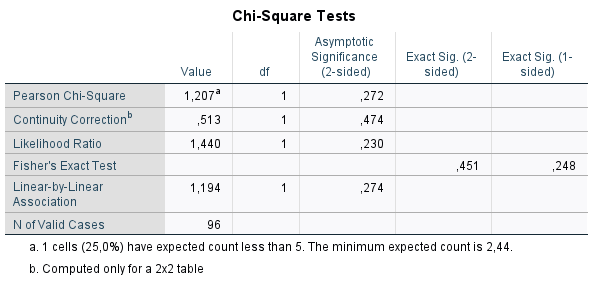 Chi-Square Tests
Value df Asymptotic Significance (2-sided) Exact Sig. (2-sided) Exact Sig. (1-sided)
Pearson Chi-Square 1,207a 1 ,272
Continuity Correctionb ,513 1 ,474
Likelihood Ratio 1,440 1 ,230
Fisher's Exact Test ,451 ,248
Linear-by-Linear Association 1,194 1 ,274
N of Valid Cases 96
a. 1 cells (25,0%) have expected count less than 5. The minimum expected count is 2,44.
b. Computed only for a 2x2 table